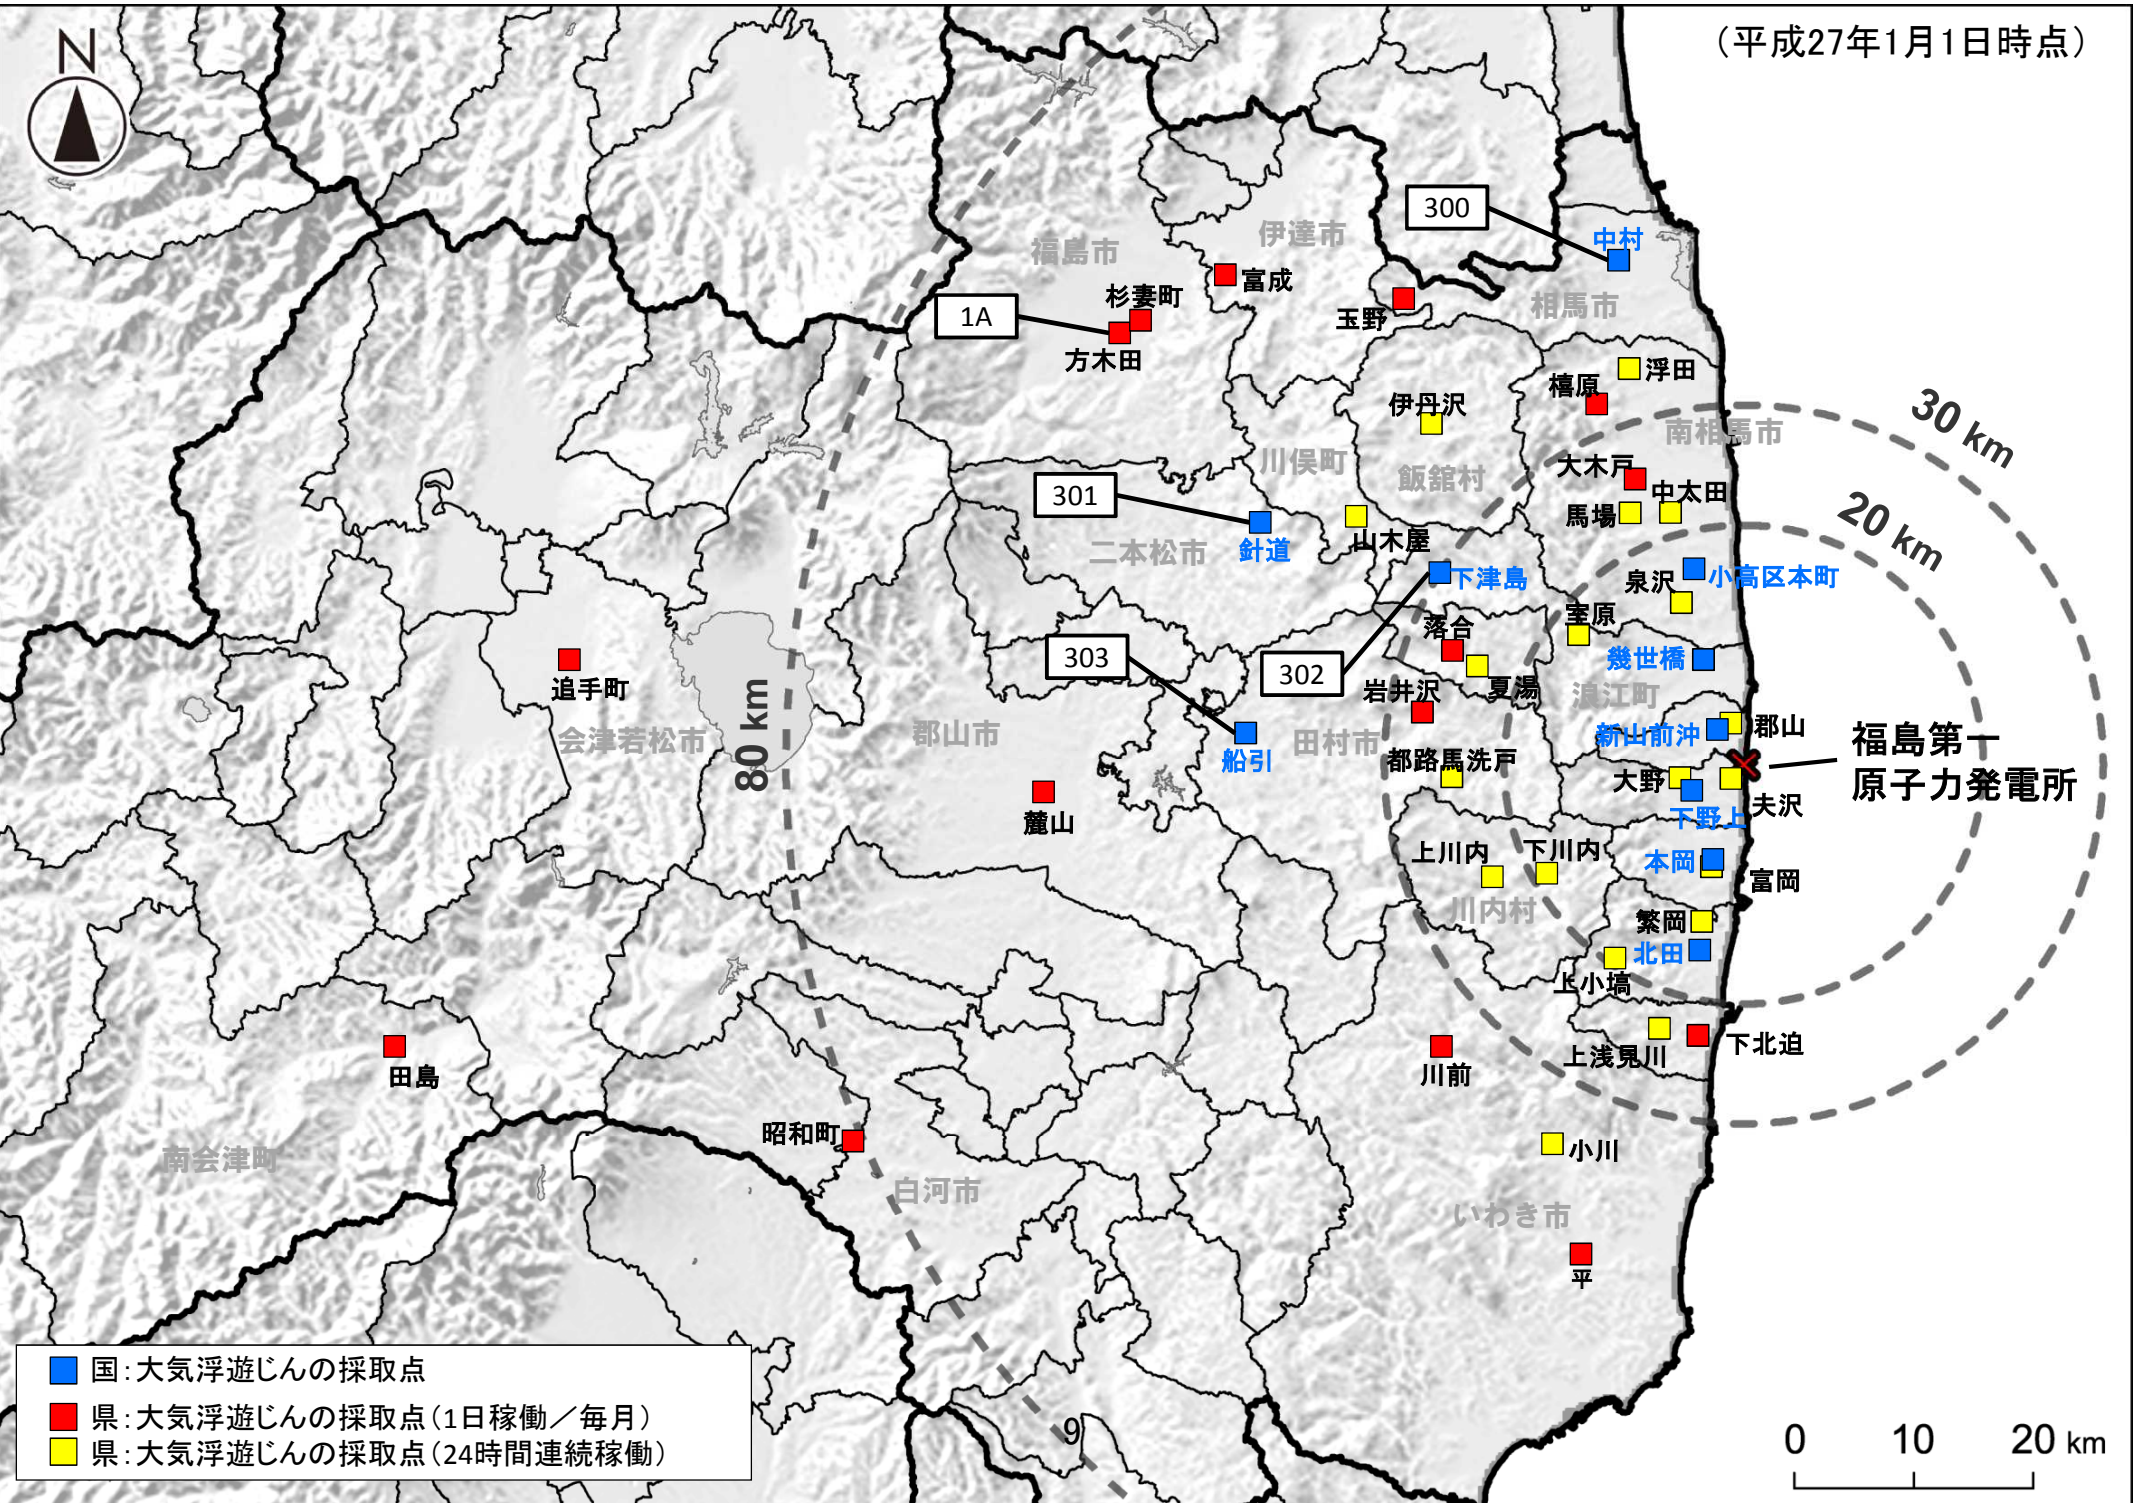 (平成27年1月1日時点)
N
300
中村
福島市
伊達市
富成
杉妻町
1A
方木田
玉野
相馬市
浮田
橲原
伊丹沢
30 km
南相馬市
川俣町
飯舘村
大木戸
中太田
301
馬場
20 km
針道
二本松市
山木屋
下津島
泉沢
小高区本町
室原
落合
303
302
幾世橋
追手町
岩井沢
夏湯
浪江町
会津若松市
80 km
郡山市
田村市
新山前沖
郡山
福島第一
原子力発電所
船引
都路馬洗戸
大野
夫沢
下野上
麓山
上川内
下川内
本岡
富岡
川内村
繁岡
北田
上小塙
上浅見川
下北迫
田島
川前
昭和町
小川
南会津町
白河市
いわき市
平
国:大気浮遊じんの採取点
県:大気浮遊じんの採取点(1日稼働/毎月)
県:大気浮遊じんの採取点(24時間連続稼働)
9
0 10 20 km